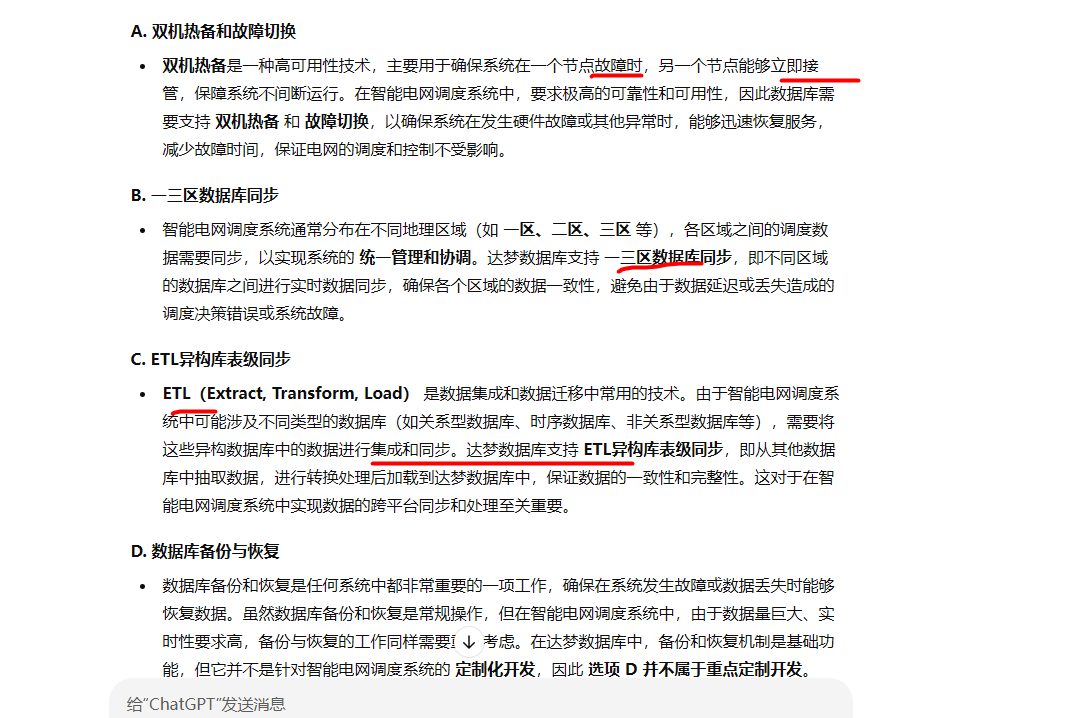 A. 双机热备和故障切换
双机热备是一种高可用性技术，主要用于确保系统在一个节点故障时，另一个节点能够立即接
管，保障系统不间断运行。在智能电网调度系统中，要求极高的可靠性和可用性，因此数据库需
要支持 双机热备 和 故障切换，以确保系统在发生硬件故障或其他异常时，能够迅速恢复服务，
减少故障时间，保证电网的调度和控制不受影响。
B. 一三区数据库同步
智能电网调度系统通常分布在不同地理区域（如 一区、二区、三区 等），各区域之间的调度数
据需要同步，以实现系统的 统一管理和协调。达梦数据库支持 一三区数据库同步，即不同区域
的数据库之间进行实时数据同步，确保各个区域的数据一致性，避免由于数据延迟或丢失造成的
调度决策错误或系统故障。
C. ETL异构库表级同步
ETL（Extract, Transform, Load） 是数据集成和数据迁移中常用的技术。由于智能电网调度系
统中可能涉及不同类型的数据库（如关系型数据库、时序数据库、非关系型数据库等），需要将
这些异构数据库中的数据进行集成和同步。达梦数据库支持 ETL异构库表级同步，即从其他数据
库中抽取数据，进行转换处理后加载到达梦数据库中，保证数据的一致性和完整性。这对于在智
能电网调度系统中实现数据的跨平台同步和处理至关重要。
D. 数据库备份与恢复
数据库备份和恢复是任何系统中都非常重要的一项工作，确保在系统发生故障或数据丢失时能够
恢复数据。虽然数据库备份和恢复是常规操作，但在智能电网调度系统中，由于数据量巨大、实
时性要求高，备份与恢复的工作同样需要考虑。在达梦数据库中，备份和恢复机制是基础功
能，但它并不是针对智能电网调度系统的 定制化开发，因此 选项 D 并不属于重点定制开发。
给“ChatGPT”发送消息